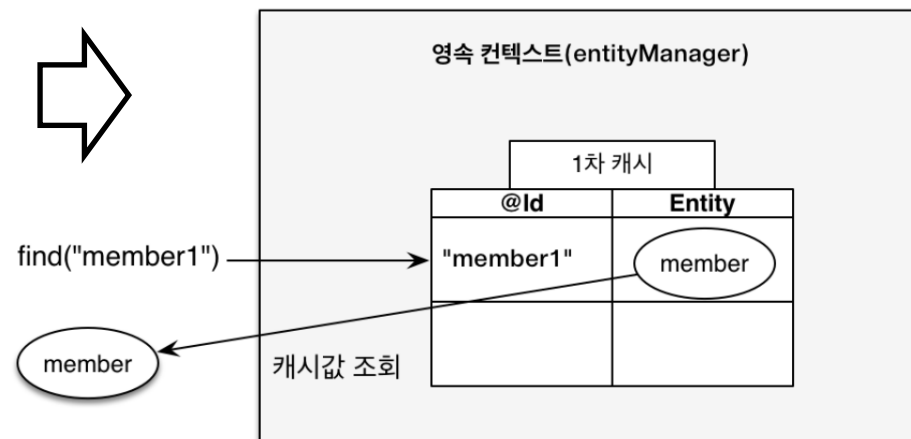 영속 컨텍스트(entityManager)
1차 캐시
@Id Entity
find("member1") "member1" member
member 캐시값 조회